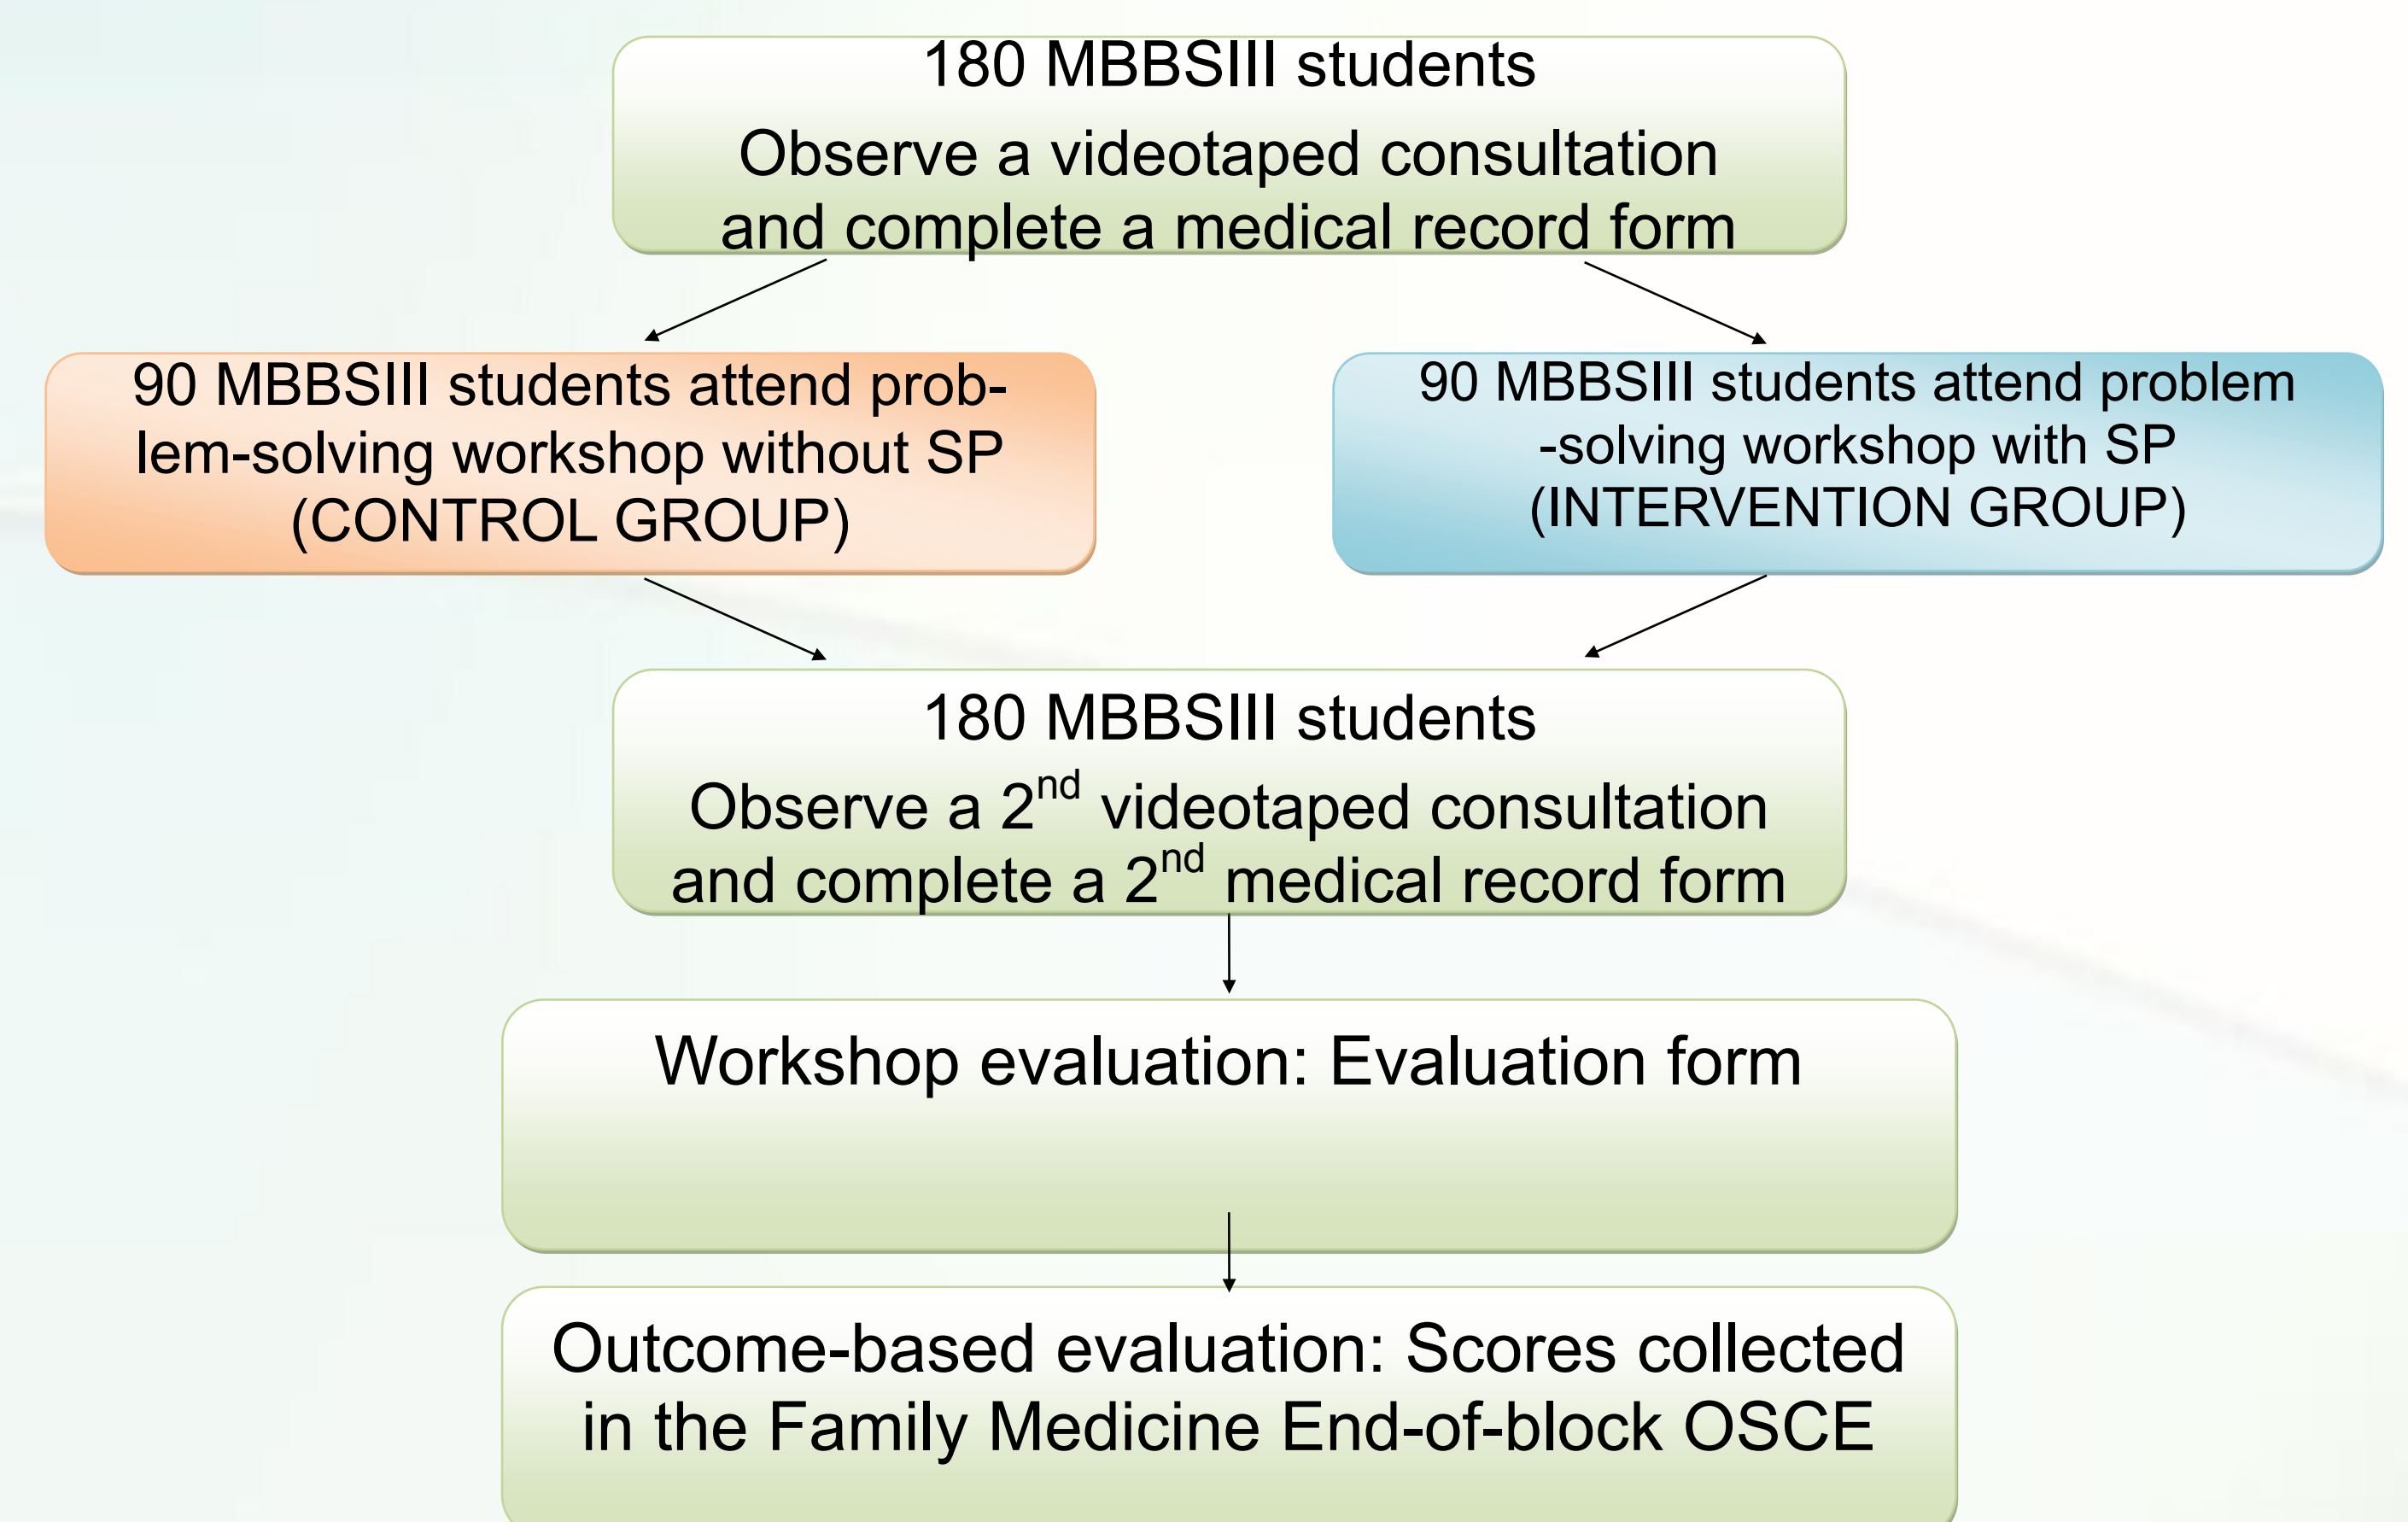 180 MBBSIII students
Observe a videotaped consultation
and complete a medical record form
90 MBBSIII students attend prob-
lem-solving workshop without SP
(CONTROL GROUP)
90 MBBSIII students attend problem
-solving workshop with SP
(INTERVENTION GROUP)
180 MBBSIII students
Observe a 2nd videotaped consultation
and complete a 2nd medical record form
Workshop evaluation: Evaluation form
Outcome-based evaluation: Scores collected
in the Family Medicine End-of-block OSCE